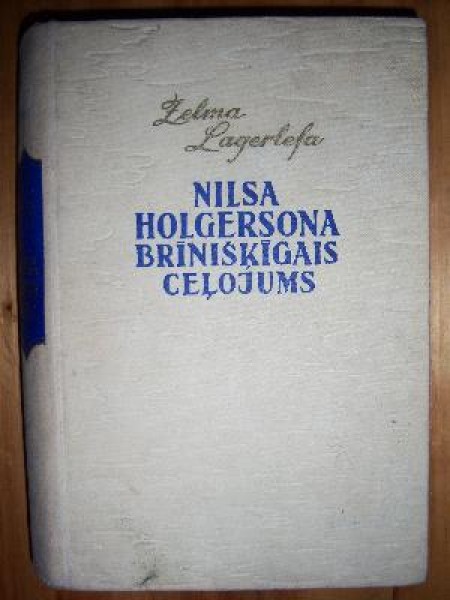 Želma
Lagerlefa
NILSA
HOLGERSONA
BRĪNIŠĶĪGAIS
CEĻOJUMS